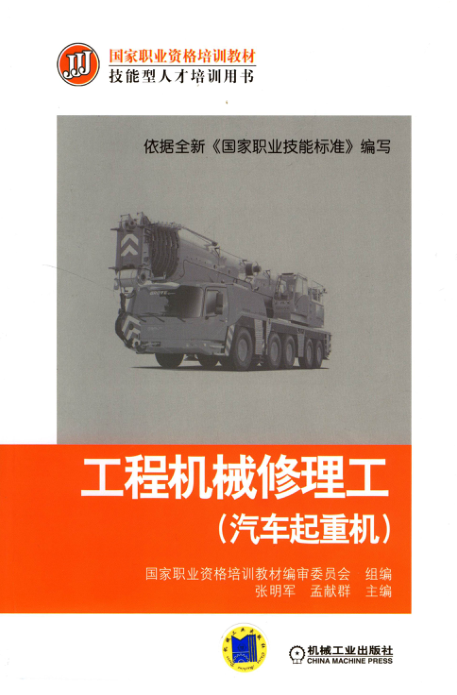 JJJ
国家职业资格培训教材
技能型人才培训用书
依据全新《国家职业技能标准》编写
工程机械修理工
（汽车起重机）
国家职业资格培训教材编审委员会 组编
张明军 孟献群 主编
机械工业出版社
CHINA MACHINE PRESS